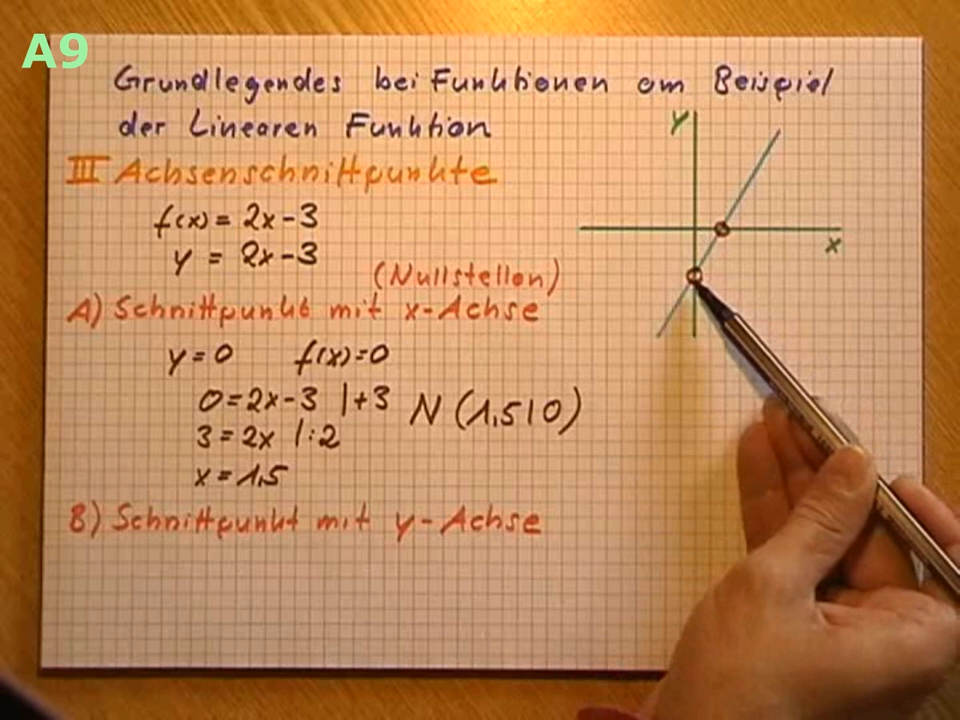 A9
Grundlegendes bei Funktionen am Beispiel
der Linearen Funktion
III Achsenschnittpunkte
f(x) = 2x-3
y = 2x-3
(Nullstellen)
A) Schnittpunkt mit x-Achse
y=0 f(x)=0
0=2x-3 |+3 N (1,5|0)
3=2x |:2
x=1,5
B) Schnittpunkt mit y-Achse
y
x